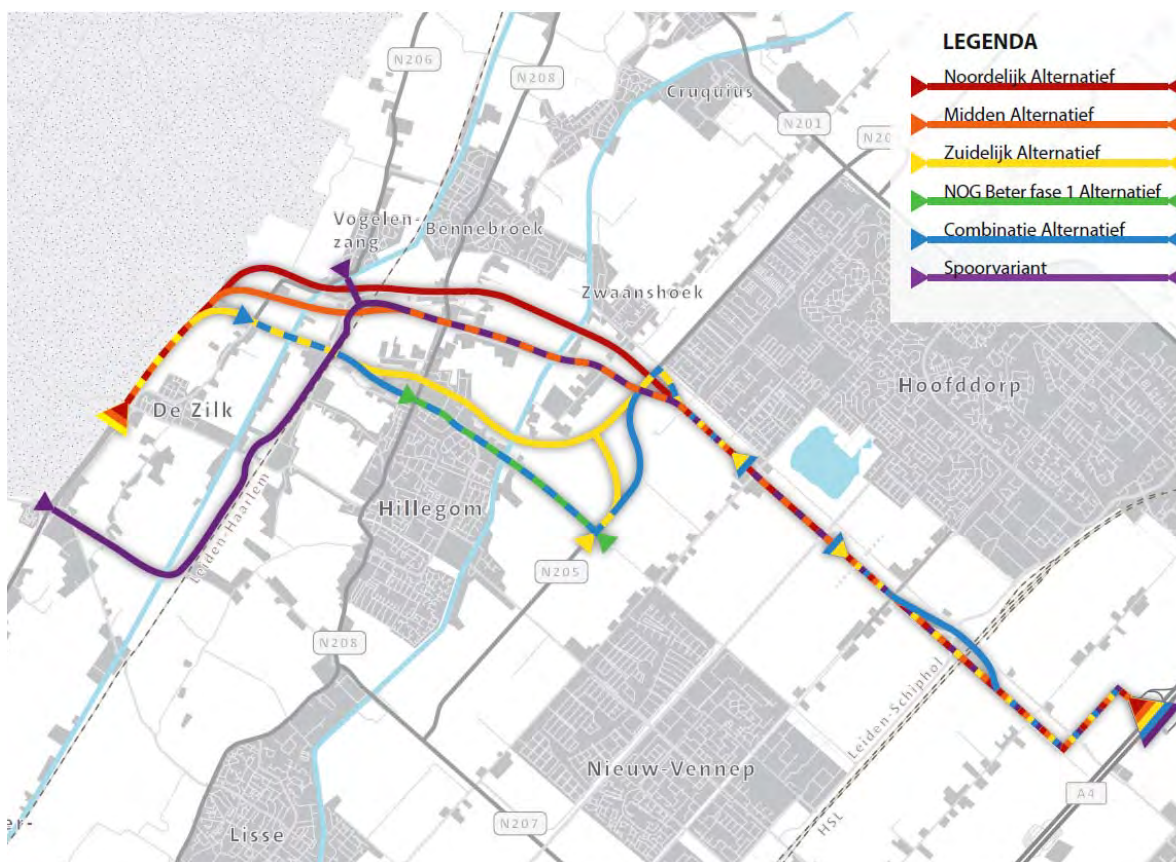 LEGENDA
Noordelijk Alternatief
Midden Alternatief
Zuidelijk Alternatief
NOG Beter fase 1 Alternatief
Combinatie Alternatief
Spoorvariant
N206
N208
Cruquius
N201
Vogelen-
zang
Bennebroek
Zwaanshoek
Hoofddorp
De Zilk
Hillegom
Leiden-Haarlem
N205
N208
Leiden-Schiphol
Nieuw-Vennep
A4
HSL
N207
Lisse
er-